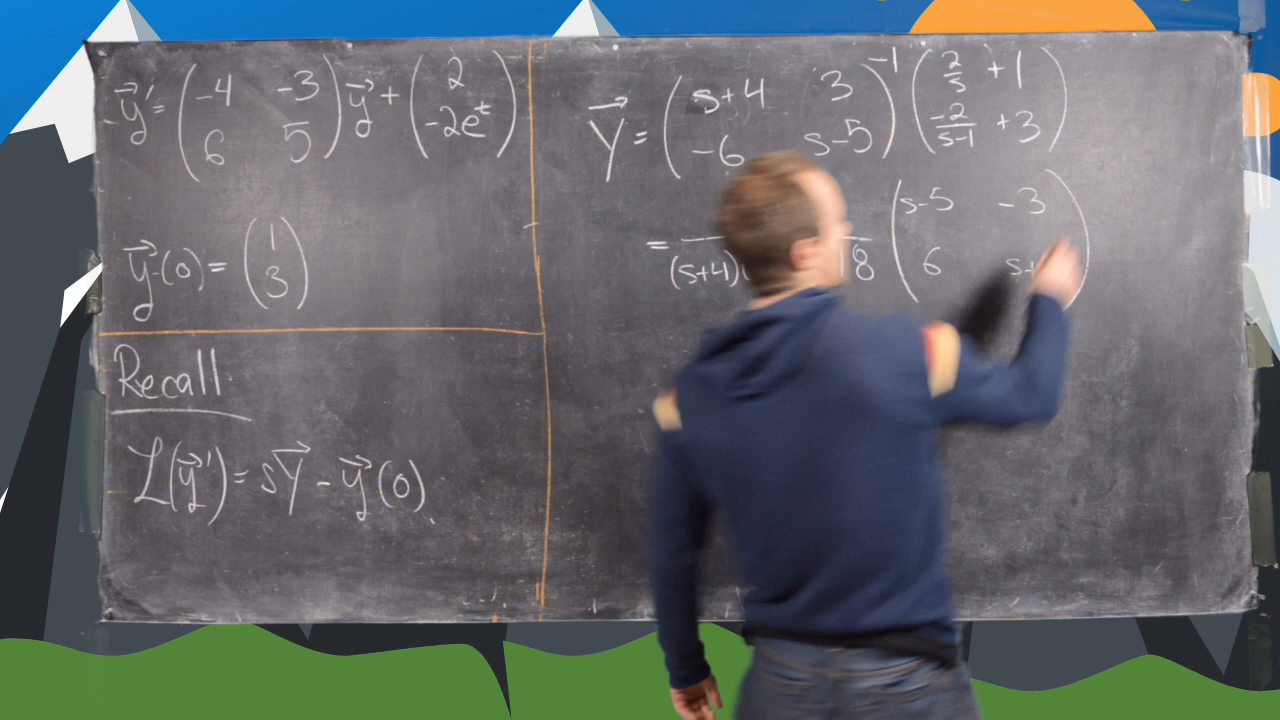 y⃗' = ( -4 -3 ) y⃗ + ( 2 )
( 6 5 ) ( -2e^t )
y⃗(0) = ( 1 )
( 3 )
Recall
ℒ(y⃗') = sY⃗ - y⃗(0).
Y⃗ = ( s+4 3 )^-1 ( 2/s + 1 )
( -6 s-5 ) ( -2/(s-1) + 3 )
( s-5 -3 )
= (s+4) 18 ( 6 s+ )